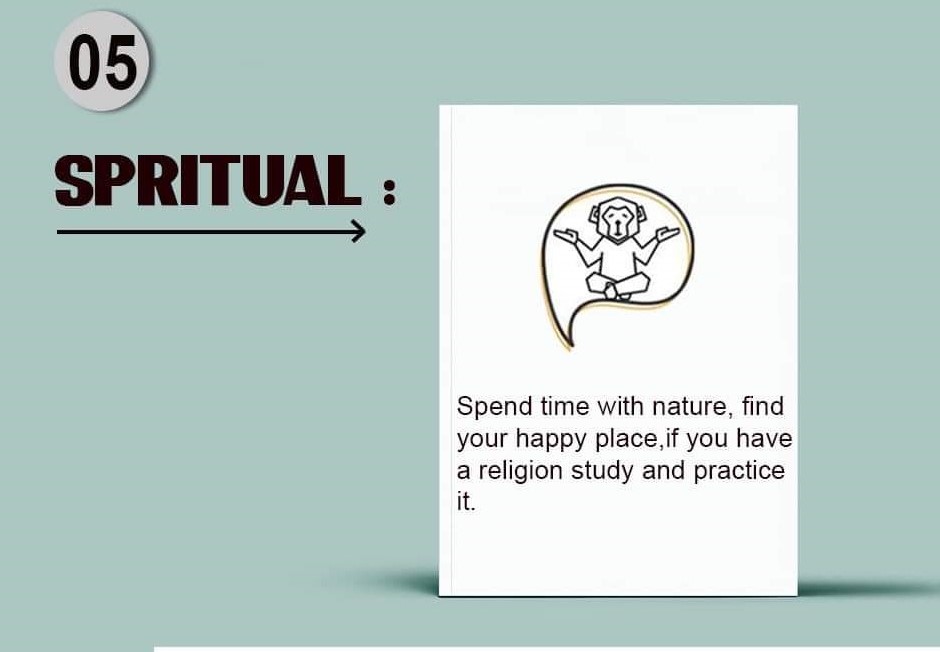 05
SPRITUAL :
Spend time with nature, find
your happy place,if you have
a religion study and practice
it.